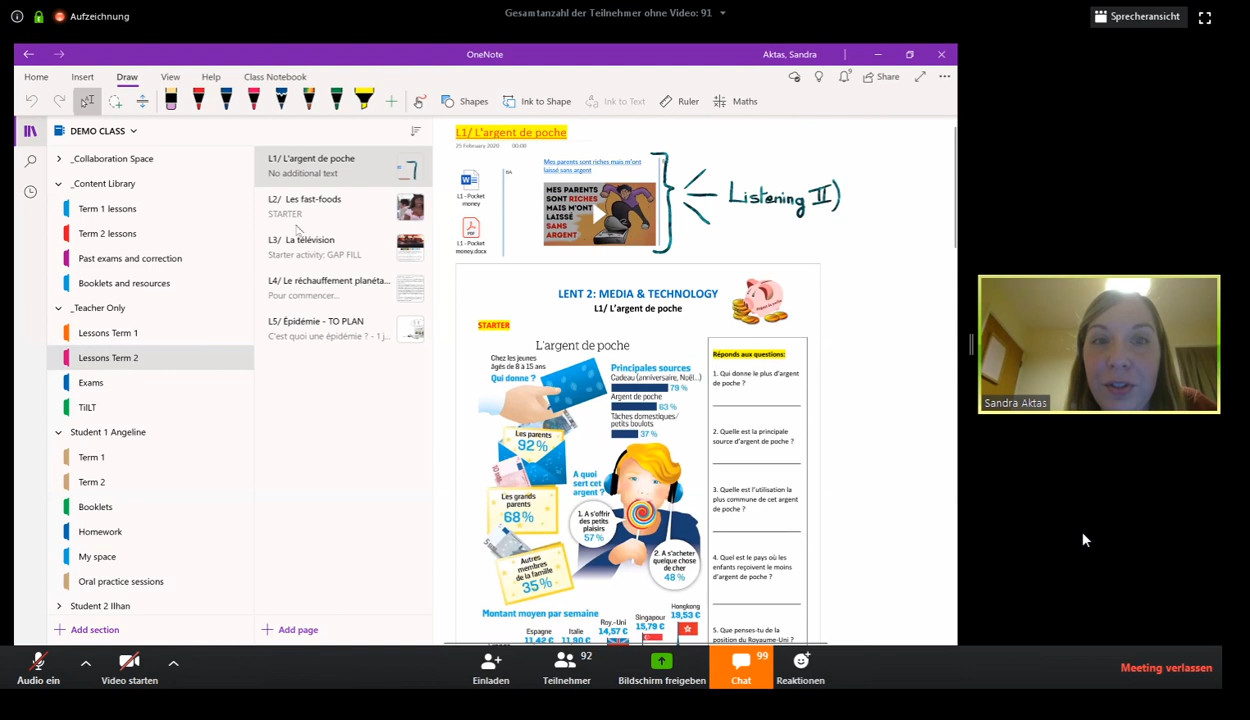 Aufzeichnung
Gesamtanzahl der Teilnehmer ohne Video: 91
Sprecheransicht
OneNote
Aktas, Sandra
Home Insert Draw View Help Class Notebook
Share
Shapes
Ink to Shape
Ink to Text
Ruler
Maths
DEMO CLASS
_Collaboration Space
_Content Library
Term 1 lessons
Term 2 lessons
Past exams and correction
Booklets and resources
_Teacher Only
Lessons Term 1
Lessons Term 2
Exams
TilLT
Student 1 Angeline
Term 1
Term 2
Booklets
Homework
My space
Oral practice sessions
Student 2 Ilhan
Add section
L1/ L'argent de poche
No additional text
L2/ Les fast-foods
STARTER
L3/ La télévision
Starter activity: GAP FILL
L4/ Le réchauffement planéta...
Pour commencer...
L5/ Épidémie - TO PLAN
C'est quoi une épidémie ? - 1 j...
Add page
L1/ L'argent de poche
25 February 2020 00:00
L1 - Pocket
money
PDF
L1 - Pocket
money.docx
Mes parents sont riches mais m'ont
laissé sans argent
MES PARENTS
SONT RICHES
MAIS M'ONT
LAISSÉ
SANS
ARGENT
Listening II)
LENT 2: MEDIA & TECHNOLOGY
L1/ L'argent de poche
STARTER
L'argent de poche
Chez les jeunes
âgés de 8 à 15 ans
Qui donne ?
Les parents
92%
Les grands
parents
68%
Autres
membres
de la famille
35%
Principales sources
Cadeau (anniversaire, Noël...)
79 %
Argent de poche
63 %
Tâches domestiques/
petits boulots
37 %
A quoi
sert cet
argent ?
1. A s'offrir
des petits
plaisirs
57%
2. A s'acheter
quelque chose
de cher
48 %
Montant moyen par semaine
Espagne
11,42 €
Italie
11,90 €
Roy.-Uni
14,57 €
Singapour
15,79 €
Hongkong
19,53 €
Réponds aux questions:
1. Qui donne le plus d'argent
de poche ?
2. Quelle est la principale
source d'argent de poche ?
3. Quelle est l'utilisation la
plus commune de cet argent
de poche ?
4. Quel est le pays où les
enfants reçoivent le moins
d'argent de poche ?
5. Que penses-tu de la
position du Royaume-Uni ?
Sandra Aktas
Audio ein
Video starten
Einladen
92
Teilnehmer
Bildschirm freigeben
99
Chat
Reaktionen
Meeting verlassen